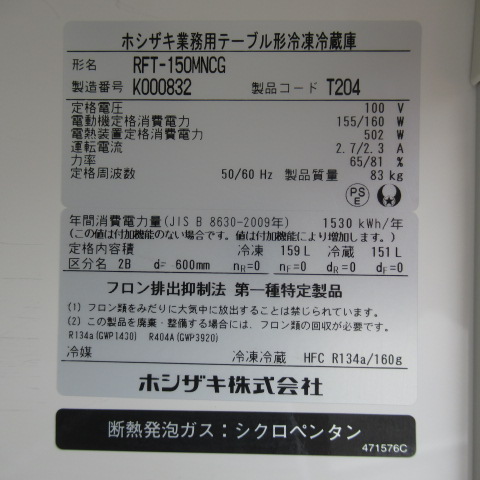 ホシザキ業務用テーブル形冷凍冷蔵庫
形名 RFT-150MNCG
製造番号 K000832 製品コード T204
定格電圧 100 V
電動機定格消費電力 155/160 W
電熱装置定格消費電力 502 W
運転電流 2.7/2.3 A
力率 65/81 %
定格周波数 50/60 Hz 製品質量 83 kg
PS E
年間消費電力量(JIS B 8630-2009年) 1530 kWh/年
(この値は付加機能のない場合です。値は付加機能により増加します。)
定格内容積 冷凍 159 L 冷蔵 151 L
区分名 2B d= 600mm nR=0 nF=0 dR=0 dF=0
フロン排出抑制法 第一種特定製品
(1) フロン類をみだりに大気中に放出することは禁じられています。
(2) この製品を廃棄・整備する場合には、フロン類の回収が必要です。
R134a(GWP1430) R404A(GWP3920)
冷媒 冷凍冷蔵 HFC R134a/160g
ホシザキ株式会社
断熱発泡ガス：シクロペンタン
471576C